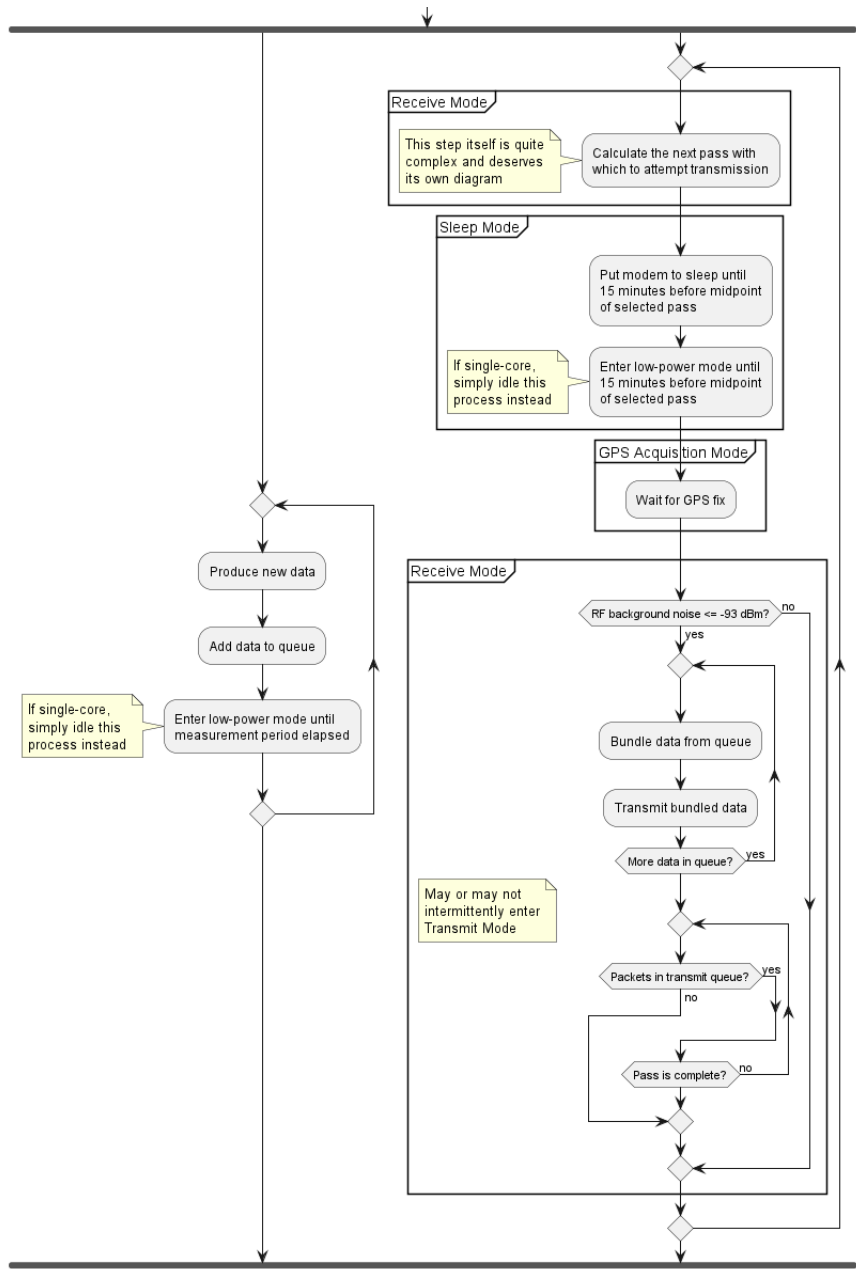 Receive Mode
This step itself is quite
complex and deserves
its own diagram
Calculate the next pass with
which to attempt transmission
Sleep Mode
Put modem to sleep until
15 minutes before midpoint
of selected pass
If single-core,
simply idle this
process instead
Enter low-power mode until
15 minutes before midpoint
of selected pass
GPS Acquisition Mode
Wait for GPS fix
Produce new data
Add data to queue
If single-core,
simply idle this
process instead
Enter low-power mode until
measurement period elapsed
Receive Mode
RF background noise <= -93 dBm?
no
yes
Bundle data from queue
Transmit bundled data
More data in queue?
yes
May or may not
intermittently enter
Transmit Mode
Packets in transmit queue?
yes
no
Pass is complete?
no